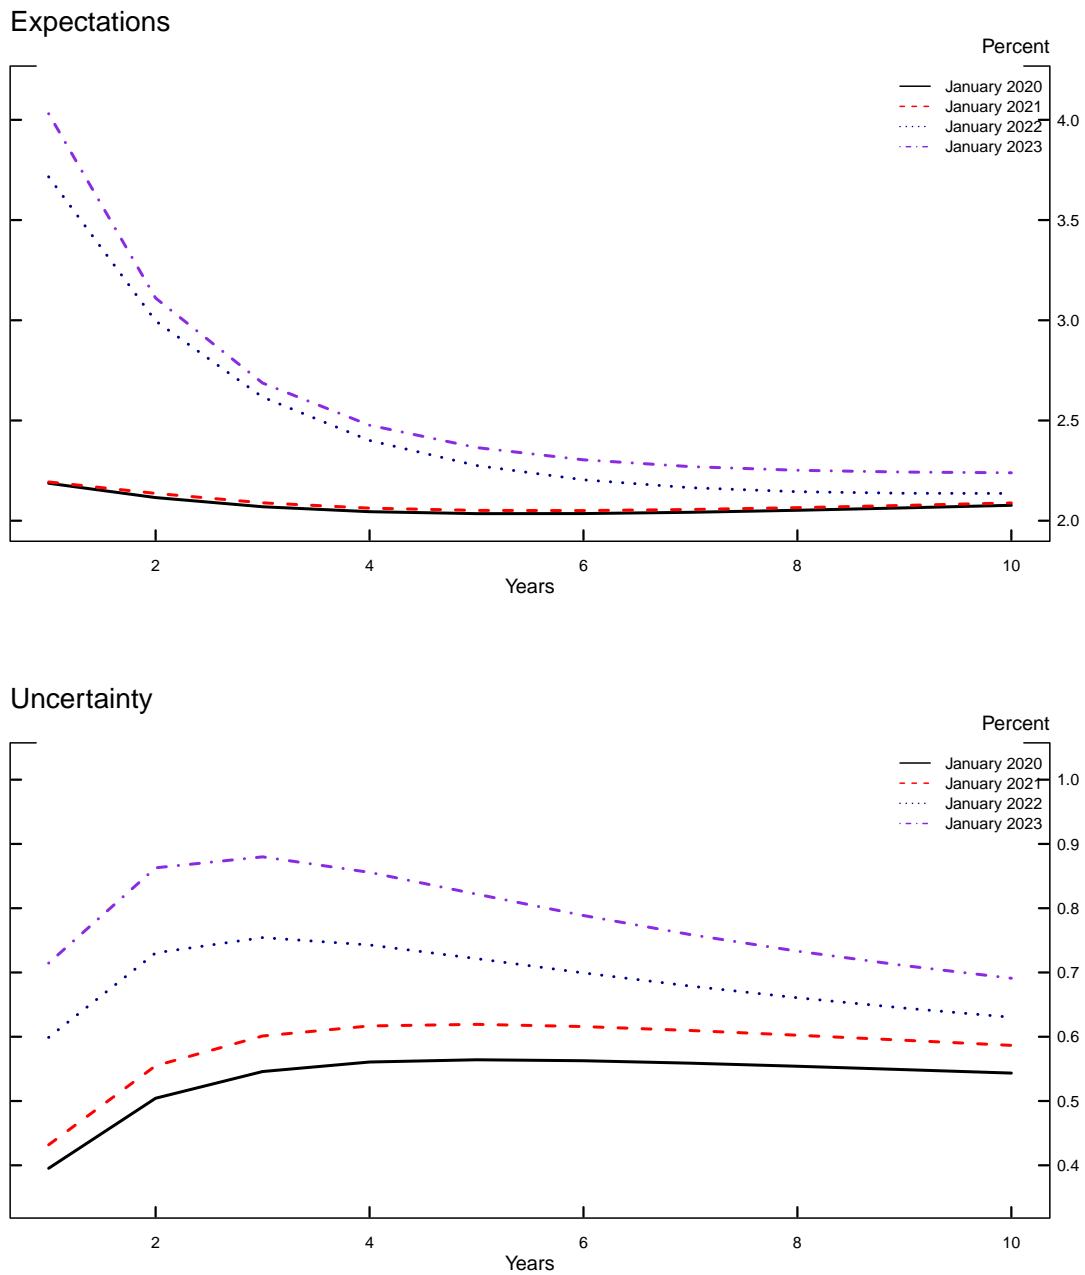 Expectations
Percent
January 2020
January 2021
January 2022
January 2023
4.0
3.5
3.0
2.5
2.0
2 4 6 8 10
Years
Uncertainty
Percent
January 2020
January 2021
January 2022
January 2023
1.0
0.9
0.8
0.7
0.6
0.5
0.4
2 4 6 8 10
Years